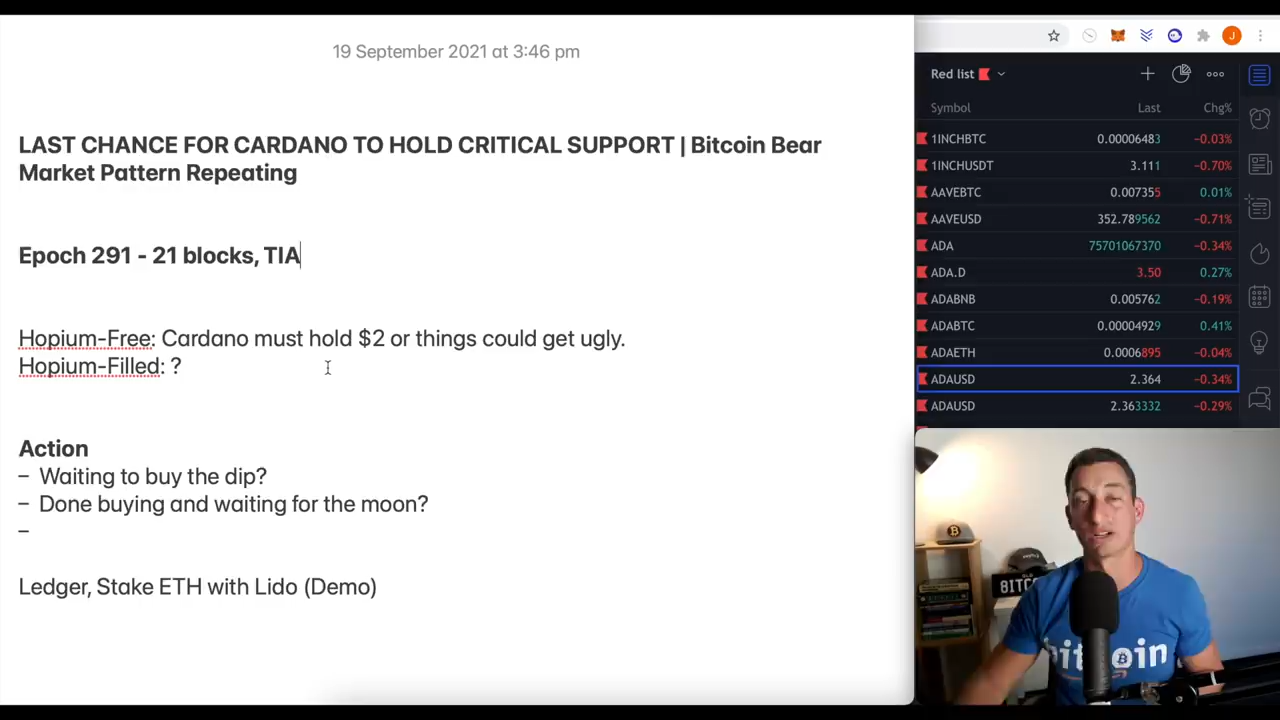 19 September 2021 at 3:46 pm
LAST CHANCE FOR CARDANO TO HOLD CRITICAL SUPPORT | Bitcoin Bear
Market Pattern Repeating
Epoch 291 - 21 blocks, TIA
Hopium-Free: Cardano must hold $2 or things could get ugly.
Hopium-Filled: ?
Action
– Waiting to buy the dip?
– Done buying and waiting for the moon?
–
Ledger, Stake ETH with Lido (Demo)
J
Red list
Symbol Last Chg%
1INCHBTC 0.00006483 −0.03%
1INCHUSDT 3.111 −0.70%
AAVEBTC 0.007355 0.01%
AAVEUSD 352.789562 −0.71%
ADA 75701067370 −0.34%
ADA.D 3.50 0.27%
ADABNB 0.005762 −0.19%
ADABTC 0.00004929 0.41%
ADAETH 0.0006895 −0.04%
ADAUSD 2.364 −0.34%
ADAUSD 2.363332 −0.29%
bitcoin